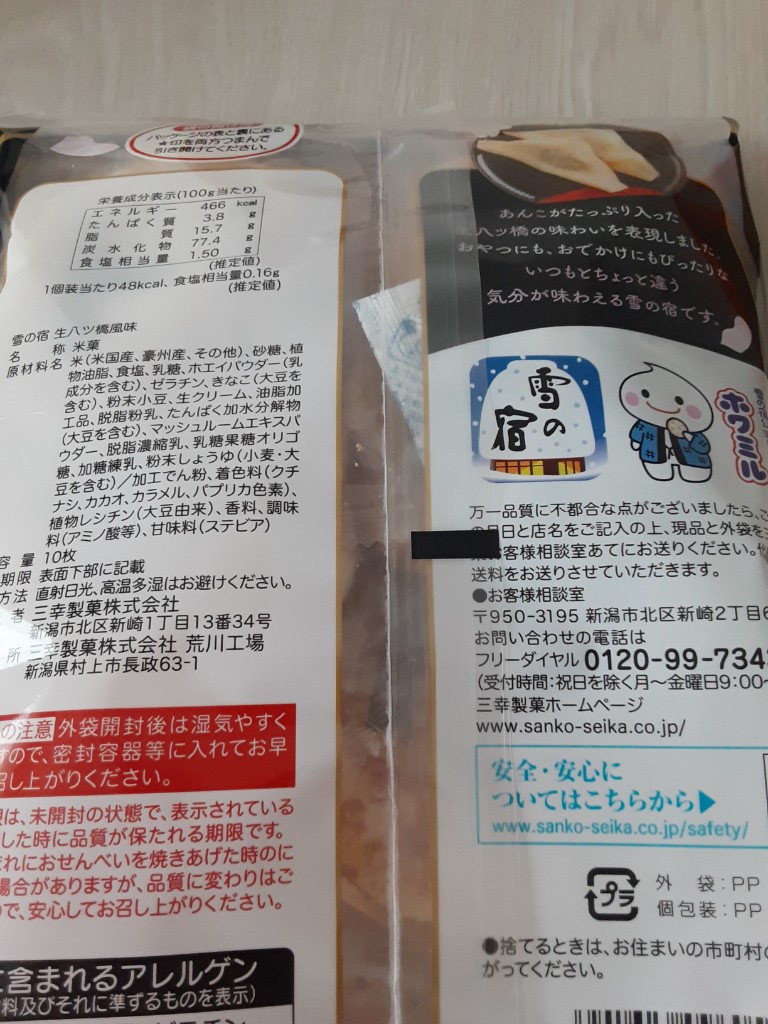 パッケージの表と裏にある
★印を両方つまんで
引き開けてください。
栄養成分表示(100g当たり)
エネルギー 466 kcal
たんぱく質 3.8 g
脂質 15.7 g
炭水化物 77.4 g
食塩相当量 1.50 g
(推定値)
1個装当たり48kcal、食塩相当量0.16g
(推定値)
雪の宿 生八ツ橋風味
名称 米菓
原材料名 米(米国産、豪州産、その他)、砂糖、植
物油脂、食塩、乳糖、ホエイパウダー(乳
成分を含む)、ゼラチン、きなこ(大豆を
含む)、粉末小豆、生クリーム、油脂加
工品、脱脂粉乳、たんぱく加水分解物
(大豆を含む)、マッシュルームエキスパ
ウダー、脱脂濃縮乳、乳糖果糖オリゴ
糖、加糖練乳、粉末しょうゆ(小麦・大
豆を含む)/加工でん粉、着色料(クチ
ナシ、カカオ、カラメル、パプリカ色素)、
植物レシチン(大豆由来)、香料、調味
料(アミノ酸等)、甘味料(ステビア)
容量 10枚
期限 表面下部に記載
方法 直射日光、高温多湿はお避けください。
者 三幸製菓株式会社
新潟市北区新崎1丁目13番34号
所 三幸製菓株式会社 荒川工場
新潟県村上市長政63-1
の注意 外袋開封後は湿気やすく
すので、密封容器等に入れてお早
召し上がりください。
限は、未開封の状態で、表示されている
した時に品質が保たれる期限です。
まれにおせんべいを焼きあげた時のに
場合がありますが、品質に変わりはご
で、安心してお召し上がりください。
に含まれるアレルゲン
料及びそれに準ずるものを表示)
あんこがたっぷり入った
八ッ橋の味わいを表現しました。
おやつにも、おでかけにもぴったりな
いつもとちょっと違う
気分が味わえる雪の宿です。
雪の宿
ホワミル
万一品質に不都合な点がございましたら、ご
の月日と店名をご記入の上、現品と外袋を
お客様相談室あてにお送りください。代
送料をお送りさせていただきます。
●お客様相談室
〒950-3195 新潟市北区新崎2丁目6
お問い合わせの電話は
フリーダイヤル 0120-99-734
(受付時間:祝日を除く月〜金曜日9:00〜
三幸製菓ホームページ
www.sanko-seika.co.jp/
安全・安心に
ついてはこちらから▶
www.sanko-seika.co.jp/safety/
プラ
外袋:PP
個包装:PP
●捨てるときは、お住まいの市町村の
がってください。